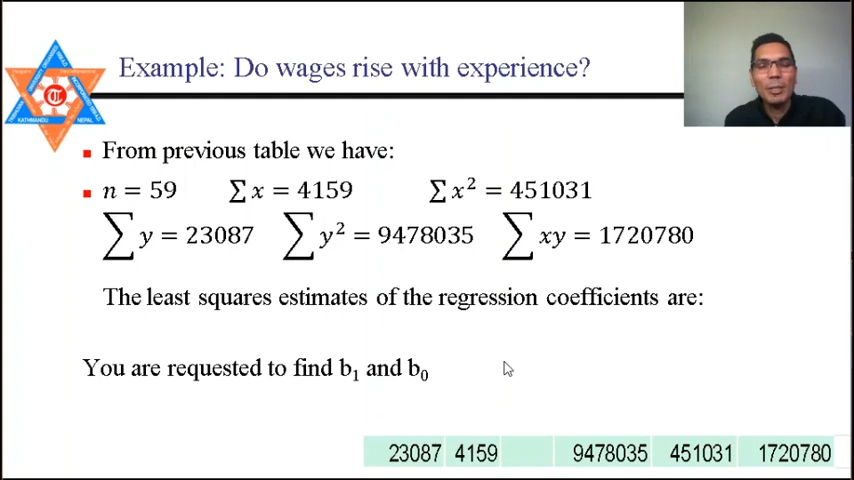 Example: Do wages rise with experience?
From previous table we have:
n = 59 ∑ x = 4159 ∑ x² = 451031
∑ y = 23087 ∑ y² = 9478035 ∑ xy = 1720780
The least squares estimates of the regression coefficients are:
You are requested to find b₁ and b₀
23087 4159 9478035 451031 1720780
KATHMANDU NEPAL